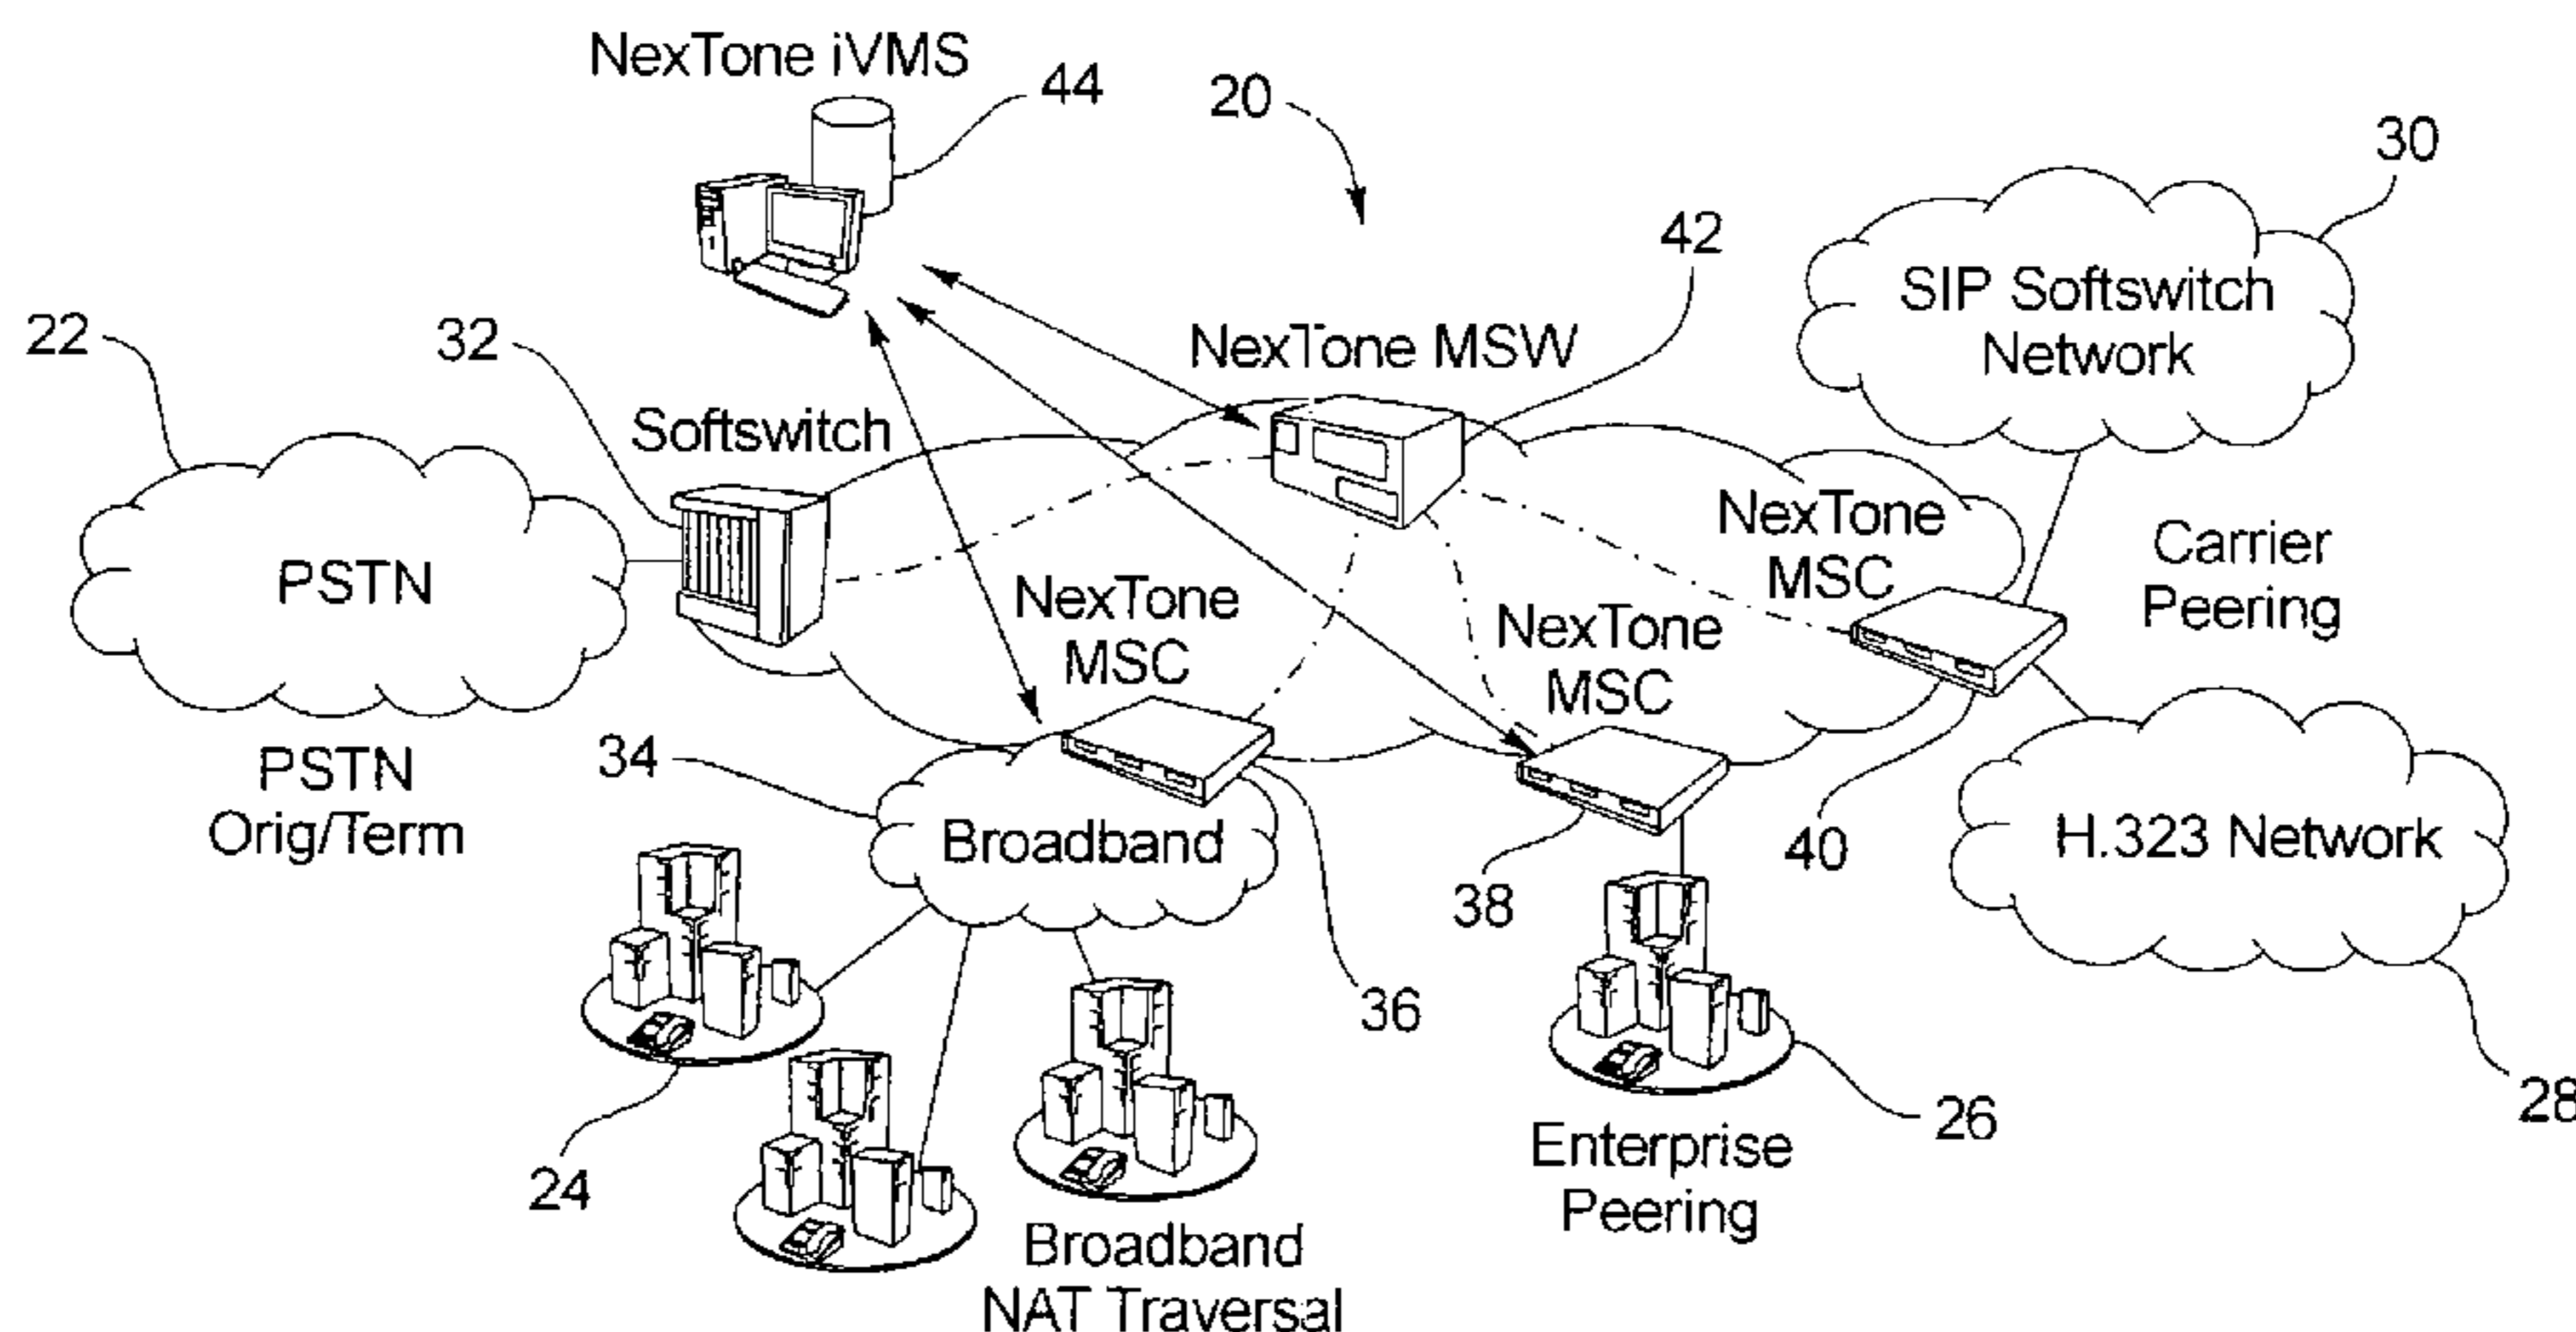 NexTone iVMS
44
20
30
SIP Softswitch
Network
42
22
32
NexTone MSW
Softswitch
NexTone
MSC
Carrier
Peering
PSTN
NexTone
MSC
NexTone
MSC
34
PSTN
Orig/Term
Broadband
40
H.323 Network
38
36
24
26
28
Enterprise
Peering
Broadband
NAT Traversal